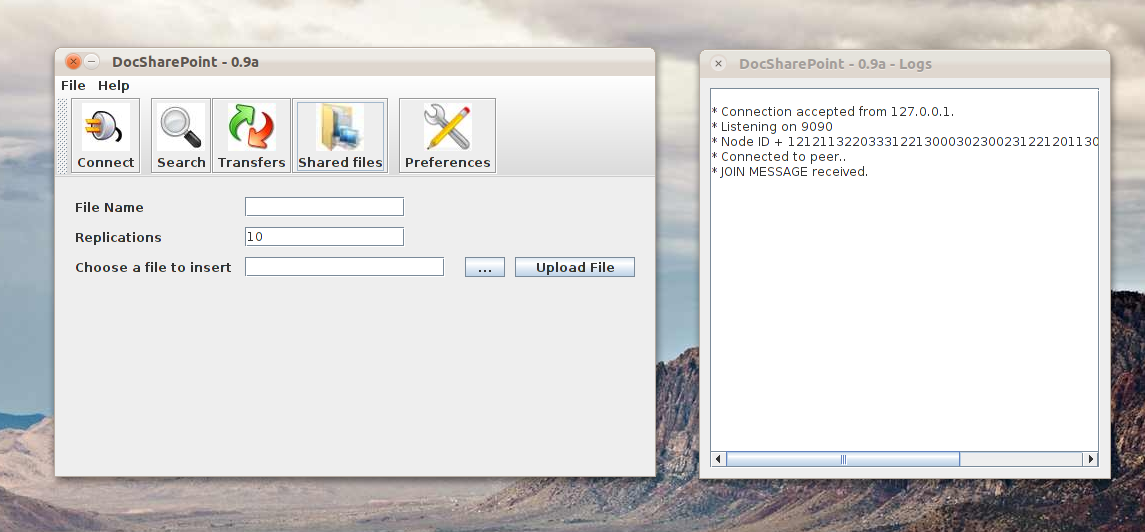 DocSharePoint - 0.9a
File Help
Connect Search Transfers Shared files Preferences
File Name
Replications 10
Choose a file to insert ... Upload File
DocSharePoint - 0.9a - Logs
* Connection accepted from 127.0.0.1.
* Listening on 9090
* Node ID + 121211322033312213000302300231221201130
* Connected to peer..
* JOIN MESSAGE received.